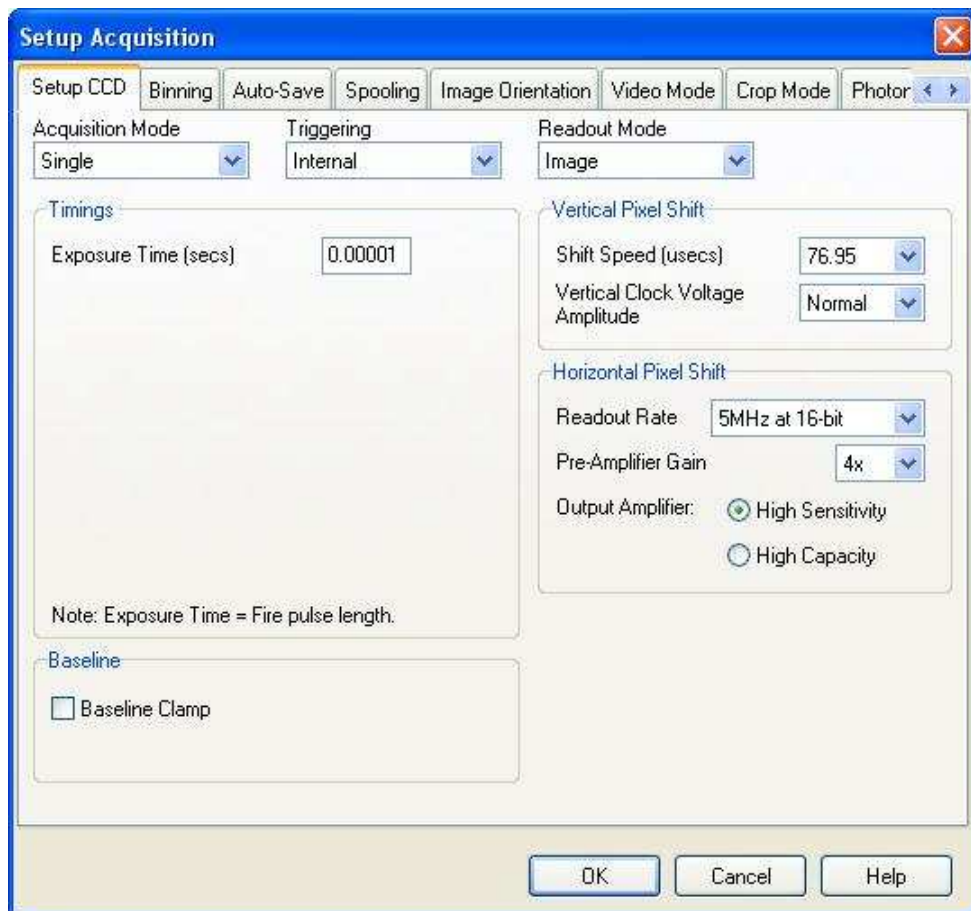 Setup Acquisition
Setup CCD Binning Auto-Save Spooling Image Orientation Video Mode Crop Mode Photor
Acquisition Mode Triggering Readout Mode
Single Internal Image
Timings
Exposure Time (secs) 0.00001
Note: Exposure Time = Fire pulse length.
Vertical Pixel Shift
Shift Speed (usecs) 76.95
Vertical Clock Voltage
Amplitude Normal
Horizontal Pixel Shift
Readout Rate 5MHz at 16-bit
Pre-Amplifier Gain 4x
Output Amplifier: High Sensitivity
High Capacity
Baseline
Baseline Clamp
OK Cancel Help